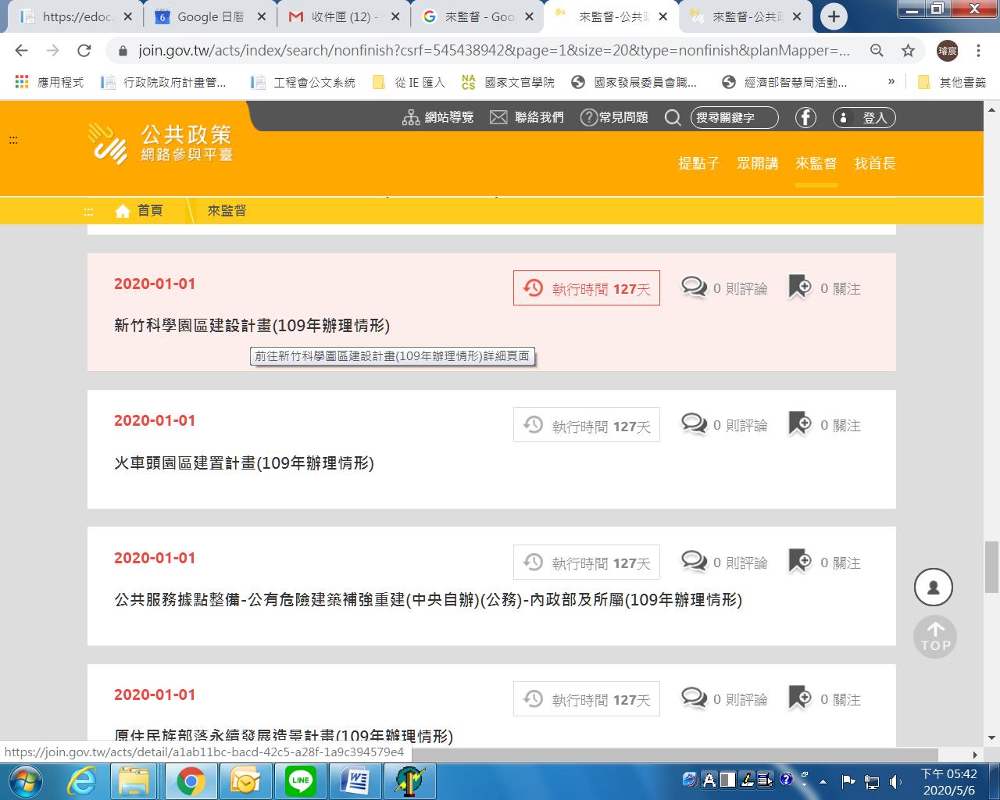 https://edoc.
Google 日曆
收件匣 (12) -
來監督 - Goo
來監督-公共政
來監督-公共政
join.gov.tw/acts/index/search/nonfinish?csrf=545438942&page=1&size=20&type=nonfinish&planMapper=...
璿宸
應用程式
行政院政府計畫管...
工程會公文系統
從 IE 匯入
NACS 國家文官學院
國家發展委員會職...
經濟部智慧局活動...
»
其他書籤
網站導覽
聯絡我們
常見問題
搜尋關鍵字
登入
:::
公共政策
網路參與平臺
提點子
眾開講
來監督
找首長
:::
首頁
來監督
2020-01-01
執行時間 127天
0 則評論
0 關注
新竹科學園區建設計畫(109年辦理情形)
前往新竹科學園區建設計畫(109年辦理情形)詳細頁面
2020-01-01
執行時間 127天
0 則評論
0 關注
火車頭園區建置計畫(109年辦理情形)
2020-01-01
執行時間 127天
0 則評論
0 關注
公共服務據點整備-公有危險建築補強重建(中央自辦)(公務)-內政部及所屬(109年辦理情形)
TOP
2020-01-01
執行時間 127天
0 則評論
0 關注
原住民族部落永續發展造景計畫(109年辦理情形)
https://join.gov.tw/acts/detail/a1ab11bc-bacd-42c5-a28f-1a9c394579e4
LINE
下午 05:42
2020/5/6